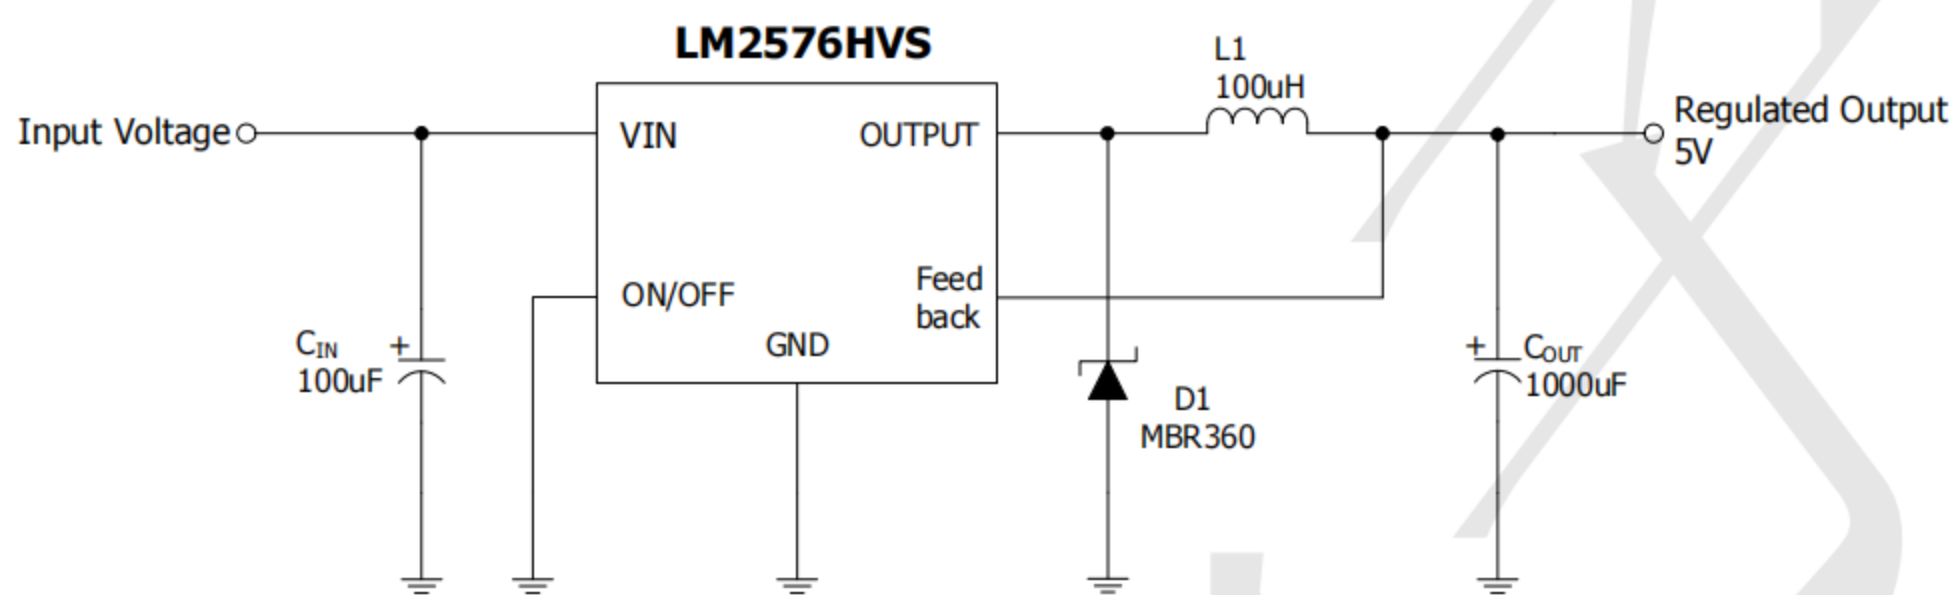 LM2576HVS
L1
100uH
Input Voltage
VIN
OUTPUT
Regulated Output
5V
ON/OFF
Feed
back
GND
CIN
100uF
+
D1
MBR360
+
COUT
1000uF